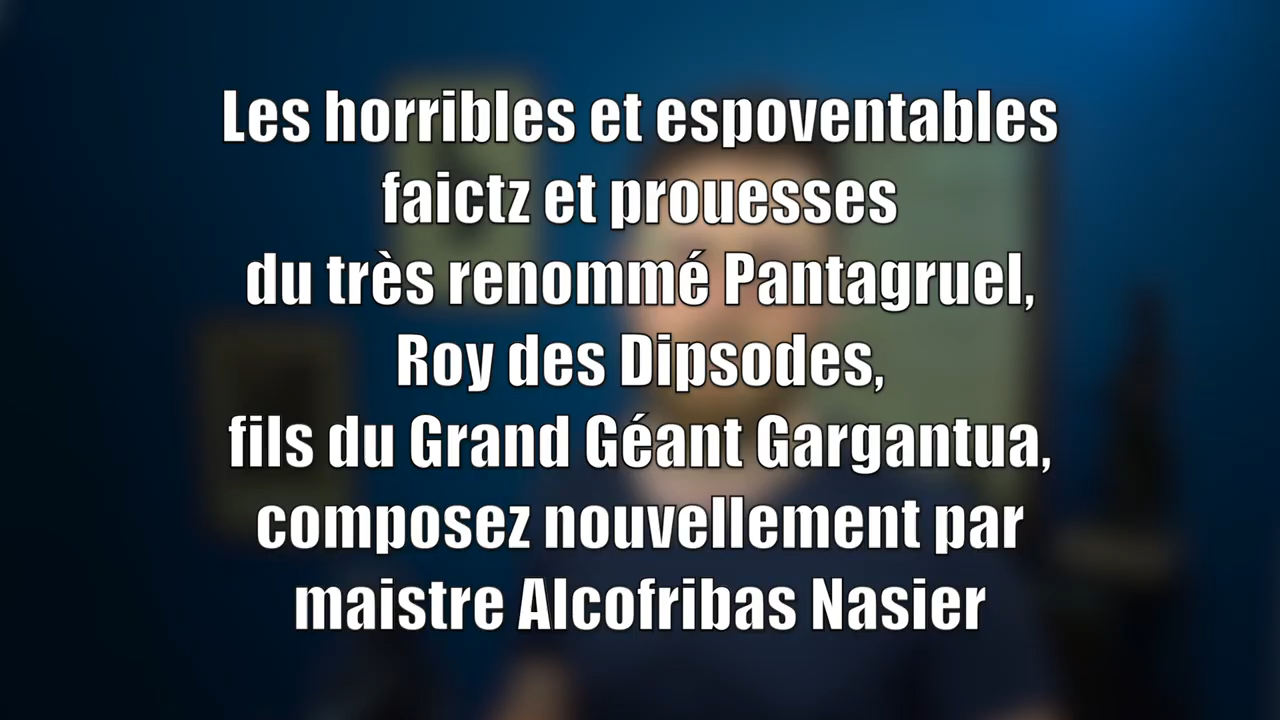 Les horribles et espoventables
faictz et prouesses
du très renommé Pantagruel,
Roy des Dipsodes,
fils du Grand Géant Gargantua,
composez nouvellement par
maistre Alcofribas Nasier